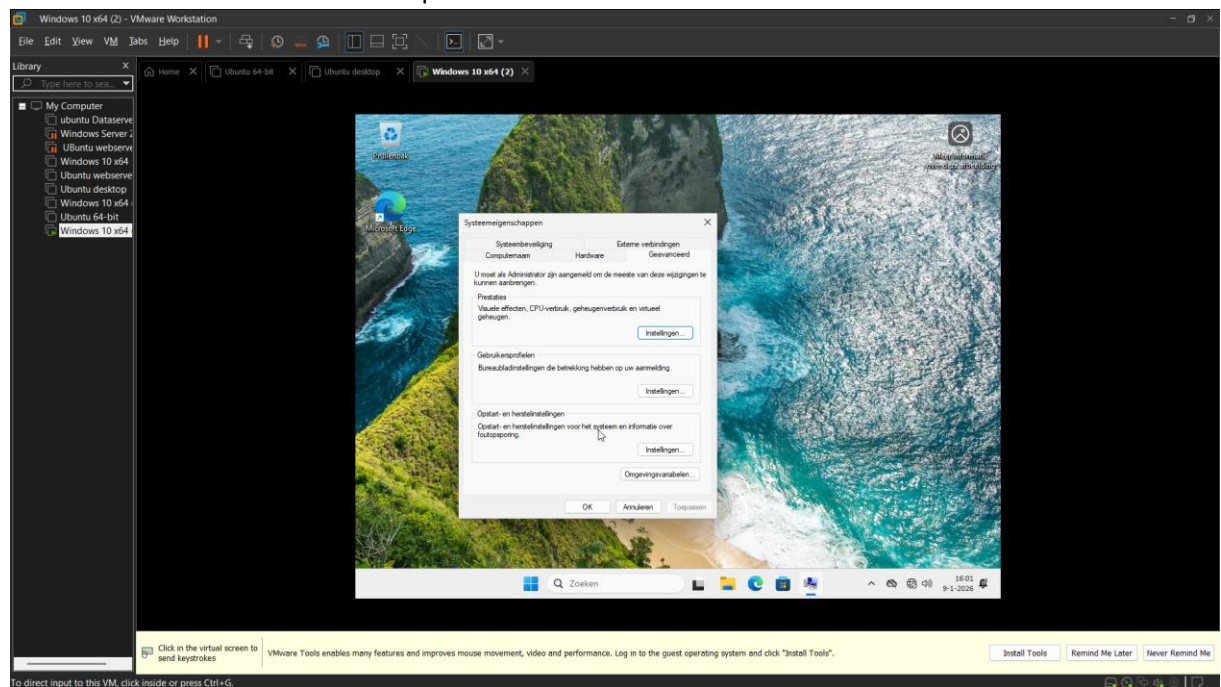 Windows 10 x64 (2) - VMware Workstation
File Edit View VM Tabs Help
Library
Type here to sea...
Home
Ubuntu 64-bit
Ubuntu desktop
Windows 10 x64 (2)
My Computer
ubuntu Dataserve
Windows Server 2
UBuntu webserve
Windows 10 x64
Ubuntu webserve
Ubuntu desktop
Windows 10 x64
Ubuntu 64-bit
Windows 10 x64
Prullenbak
Microsoft Edge
Meer informatie
over deze afbeelding
Systeemeigenschappen
Systeembeveiliging Externe verbindingen
Computernaam Hardware Geavanceerd
U moet als Administrator zijn aangemeld om de meeste van deze wijzigingen te
kunnen aanbrengen.
Prestaties
Visuele effecten, CPU-verbruik, geheugenverbruik en virtueel
geheugen.
Instellingen...
Gebruikersprofielen
Bureaubladinstellingen die betrekking hebben op uw aanmelding.
Instellingen...
Opstart- en herstelinstellingen
Opstart- en herstelinstellingen voor het systeem en informatie over
foutopsporing.
Instellingen...
Omgevingsvariabelen...
OK Annuleren Toepassen
Zoeken
16:01
9-1-2026
Click in the virtual screen to
send keystrokes
VMware Tools enables many features and improves mouse movement, video and performance. Log in to the guest operating system and click "Install Tools".
Install Tools Remind Me Later Never Remind Me
To direct input to this VM, click inside or press Ctrl+G.